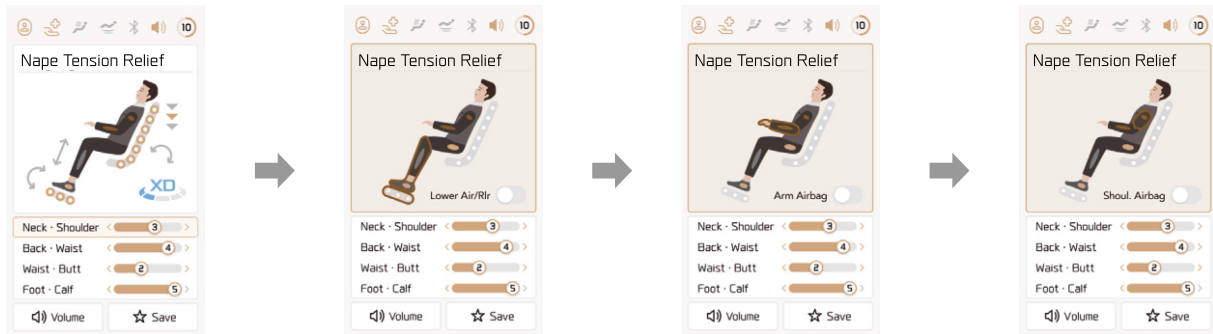 10
Nape Tension Relief
XD
Neck · Shoulder 3
Back · Waist 4
Waist · Butt 2
Foot · Calf 5
Volume
Save
10
Nape Tension Relief
Lower Air/Rlr
Neck · Shoulder 3
Back · Waist 4
Waist · Butt 2
Foot · Calf 5
Volume
Save
10
Nape Tension Relief
Arm Airbag
Neck · Shoulder 3
Back · Waist 4
Waist · Butt 2
Foot · Calf 5
Volume
Save
10
Nape Tension Relief
Shoul. Airbag
Neck · Shoulder 3
Back · Waist 4
Waist · Butt 2
Foot · Calf 5
Volume
Save